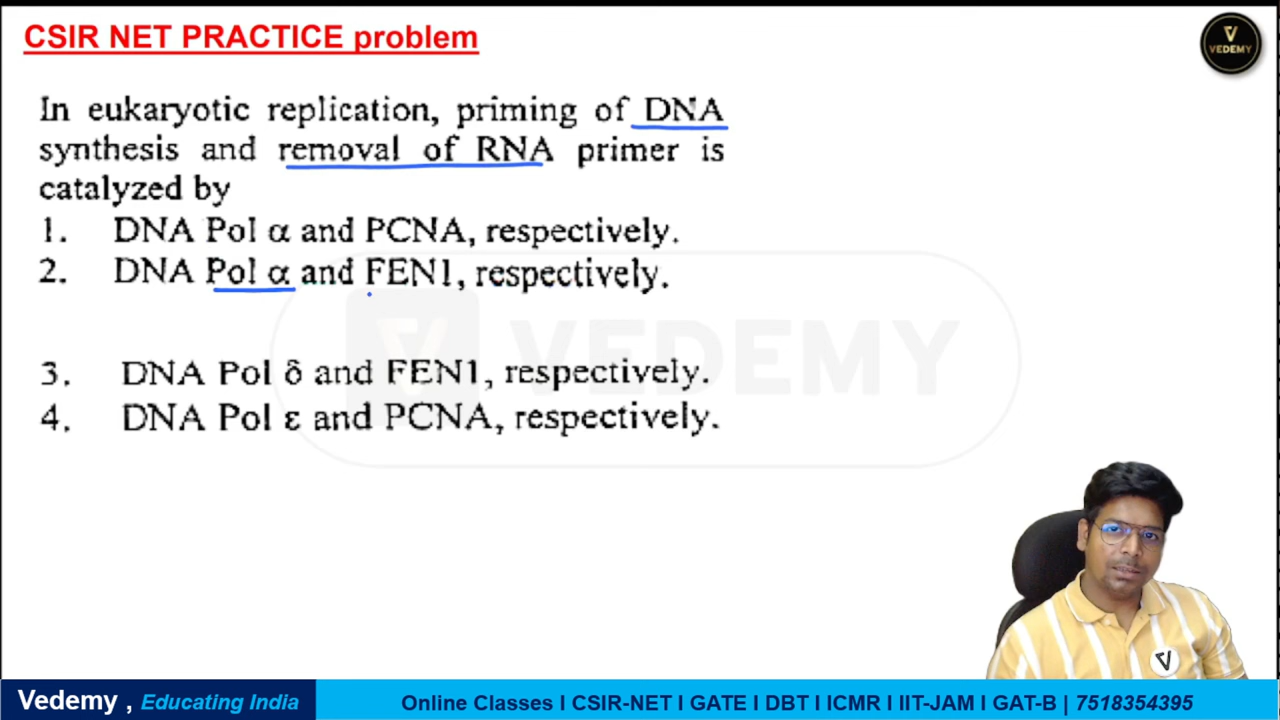 CSIR NET PRACTICE problem
VEDEMY
In eukaryotic replication, priming of DNA
synthesis and removal of RNA primer is
catalyzed by
1. DNA Pol α and PCNA, respectively.
2. DNA Pol α and FEN1, respectively.
VEDEMY
3. DNA Pol δ and FEN1, respectively.
4. DNA Pol ε and PCNA, respectively.
Vedemy , Educating India
Online Classes I CSIR-NET I GATE I DBT I ICMR I IIT-JAM I GAT-B | 7518354395